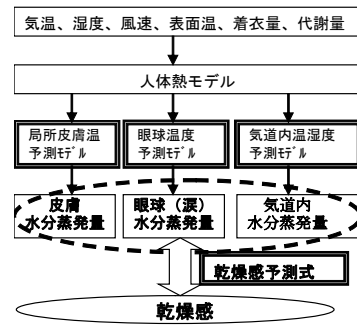 気温、湿度、風速、表面温、着衣量、代謝量
人体熱モデル
局所皮膚温
予測ﾓﾃﾞﾙ
眼球温度
予測ﾓﾃﾞﾙ
気道内温湿度
予測ﾓﾃﾞﾙ
皮膚
水分蒸発量
眼球（涙）
水分蒸発量
気道内
水分蒸発量
乾燥感予測式
乾燥感